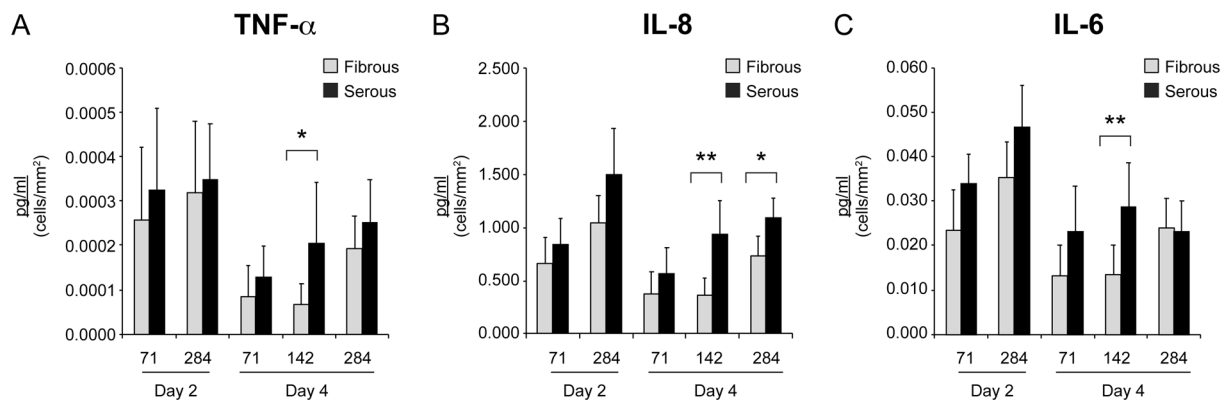 A
TNF-α
0.0006
0.0005
0.0004
0.0003
0.0002
0.0001
0.0000
pg/ml
(cells/mm²)
Fibrous
Serous
*
71 284 71 142 284
Day 2 Day 4
B
IL-8
2.500
2.000
1.500
1.000
0.500
0.000
pg/ml
(cells/mm²)
Fibrous
Serous
** *
71 284 71 142 284
Day 2 Day 4
C
IL-6
0.060
0.050
0.040
0.030
0.020
0.010
0.000
pg/ml
(cells/mm²)
Fibrous
Serous
**
71 284 71 142 284
Day 2 Day 4